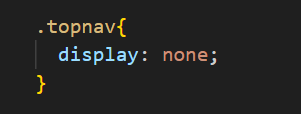 .topnav{
display: none;
}